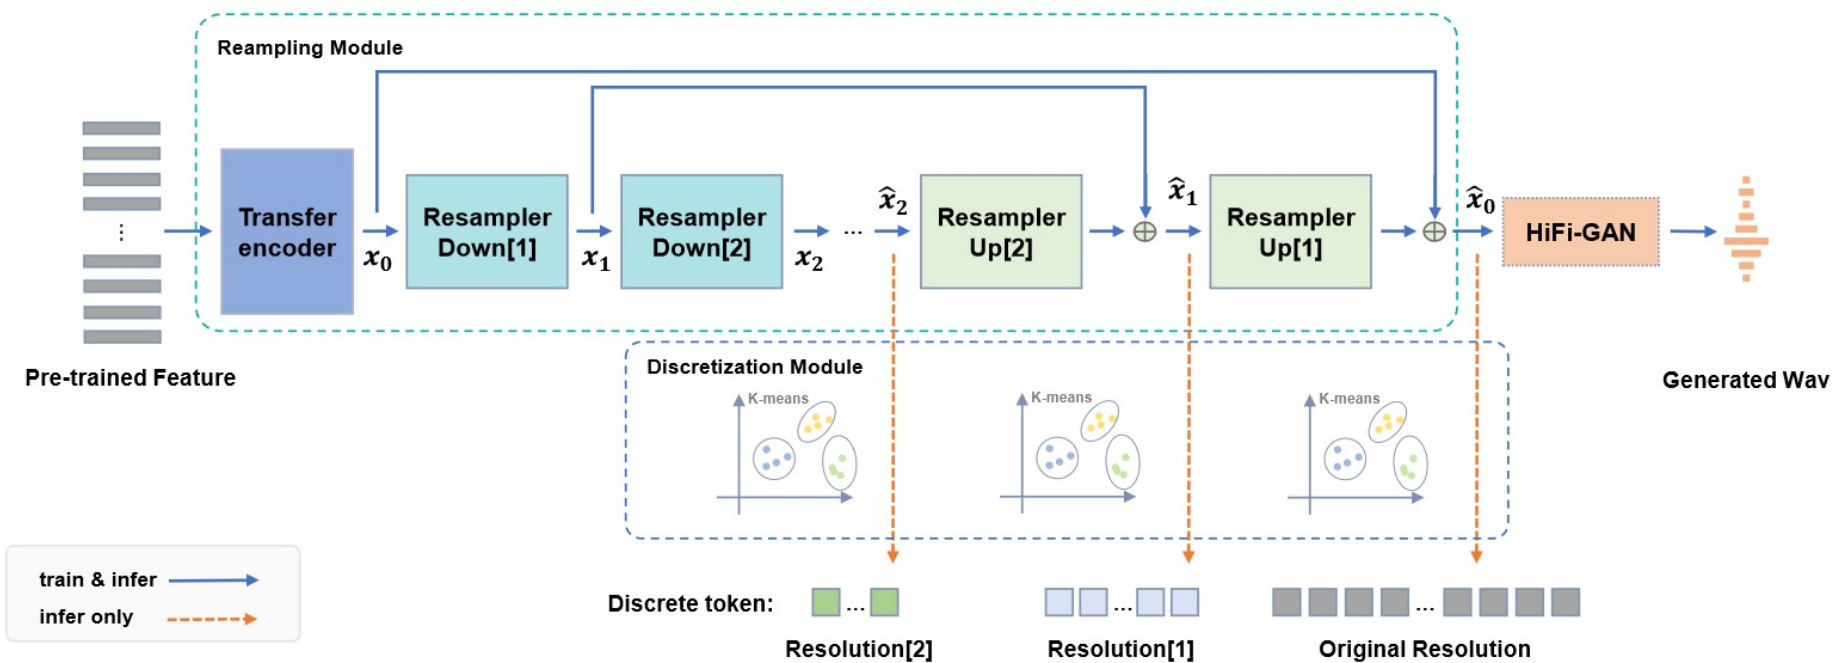 Reampling Module
Transfer
encoder
x₀
Resampler
Down[1]
x₁
Resampler
Down[2]
x₂
...
x̂₂
Resampler
Up[2]
x̂₁
Resampler
Up[1]
x̂₀
HiFi-GAN
Pre-trained Feature
Generated Wav
Discretization Module
K-means
K-means
K-means
train & infer
infer only
Discrete token:
...
...
...
Resolution[2]
Resolution[1]
Original Resolution